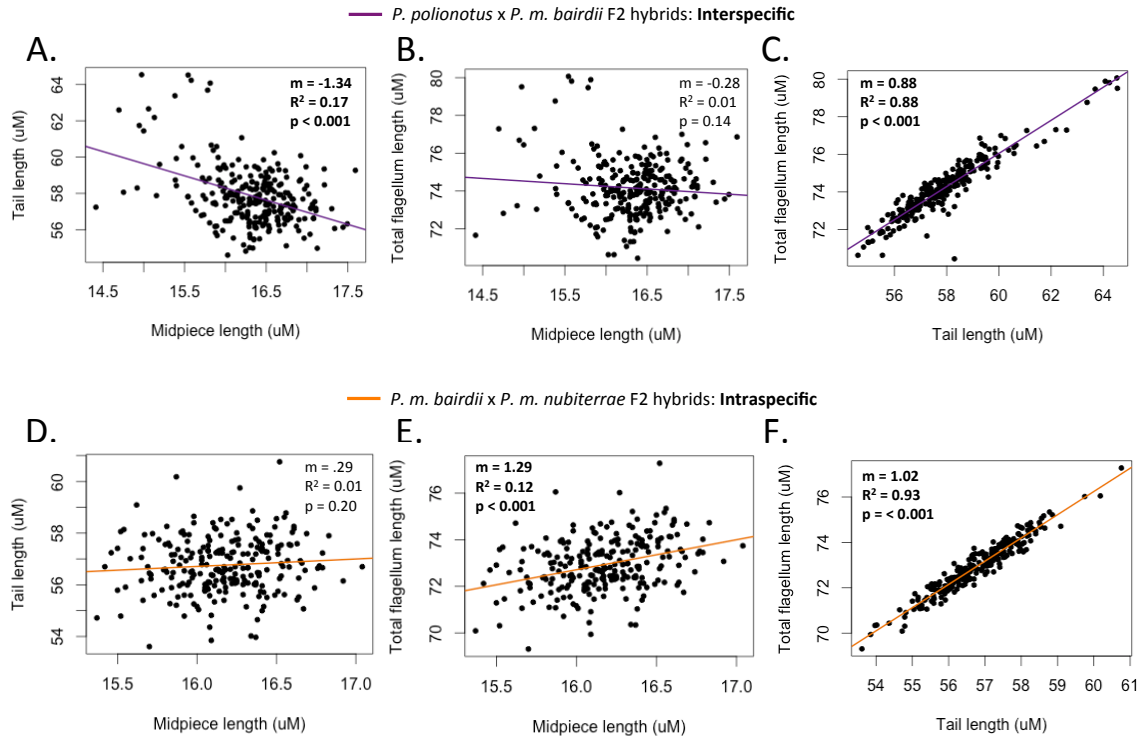 P. polionotus x P. m. bairdii F2 hybrids: Interspecific
A.
m = -1.34
R² = 0.17
p < 0.001
Tail length (uM)
64
62
60
58
56
14.5 15.5 16.5 17.5
Midpiece length (uM)
B.
m = -0.28
R² = 0.01
p = 0.14
Total flagellum length (uM)
80
78
76
74
72
14.5 15.5 16.5 17.5
Midpiece length (uM)
C.
m = 0.88
R² = 0.88
p < 0.001
Total flagellum length (uM)
80
78
76
74
72
56 58 60 62 64
Tail length (uM)
P. m. bairdii x P. m. nubiterrae F2 hybrids: Intraspecific
D.
m = .29
R² = 0.01
p = 0.20
Tail length (uM)
60
58
56
54
15.5 16.0 16.5 17.0
Midpiece length (uM)
E.
m = 1.29
R² = 0.12
p < 0.001
Total flagellum length (uM)
76
74
72
70
15.5 16.0 16.5 17.0
Midpiece length (uM)
F.
m = 1.02
R² = 0.93
p = < 0.001
Total flagellum length (uM)
76
74
72
70
54 55 56 57 58 59 60 61
Tail length (uM)